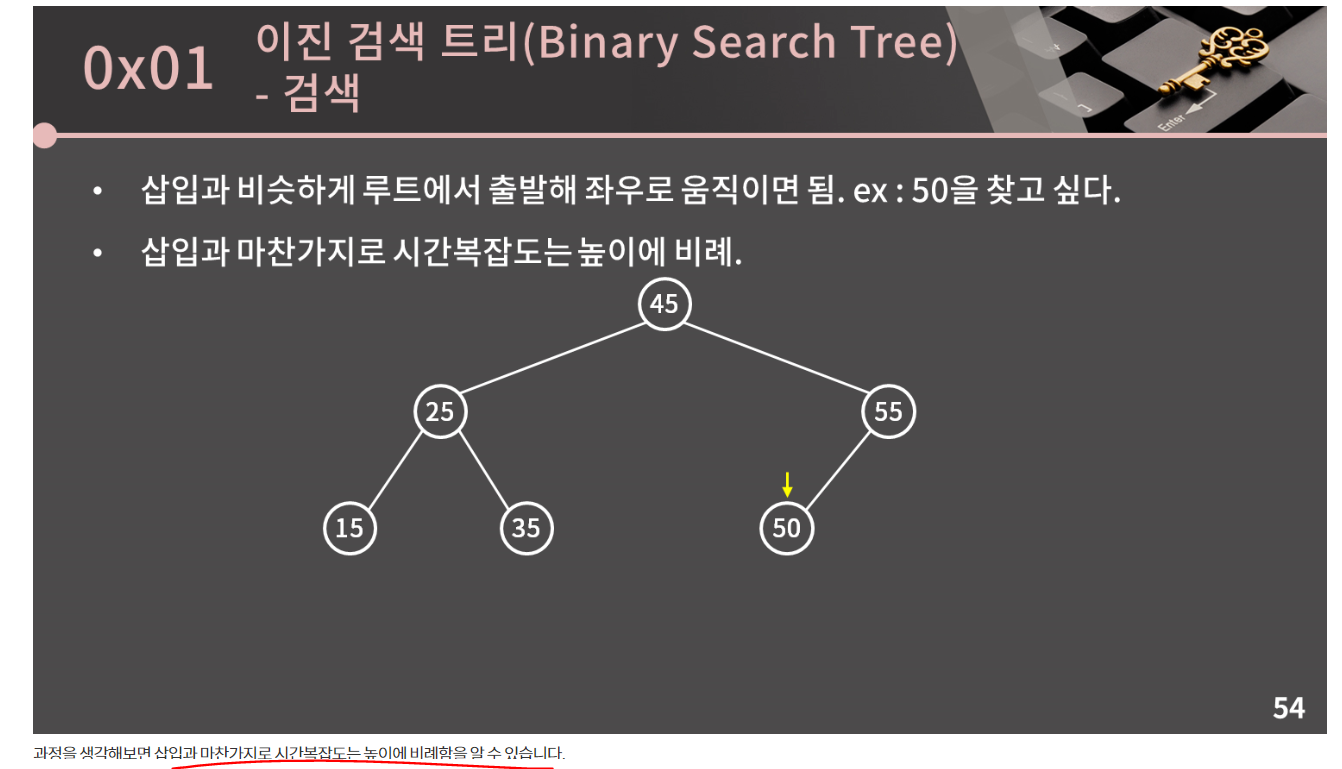 0x01
이진 검색 트리(Binary Search Tree)
- 검색
Enter
• 삽입과 비슷하게 루트에서 출발해 좌우로 움직이면 됨. ex : 50을 찾고 싶다.
• 삽입과 마찬가지로 시간복잡도는 높이에 비례.
45
25
55
15
35
50
54
과정을 생각해보면 삽입과 마찬가지로 시간복잡도는 높이에 비례함을 알 수 있습니다.